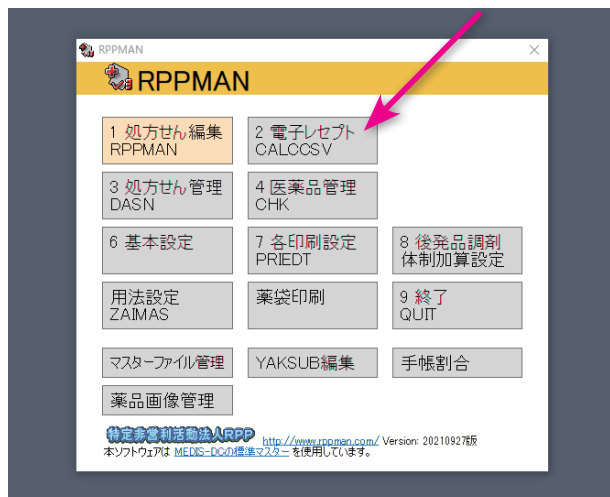 RPPMAN
RPPMAN
1 処方せん編集
RPPMAN
2 電子レセプト
CALCCSV
3 処方せん管理
DASN
4 医薬品管理
CHK
6 基本設定
7 各印刷設定
PRIEDT
8 後発品調剤
体制加算設定
用法設定
ZAIMAS
薬袋印刷
9 終了
QUIT
マスターファイル管理
YAKSUB編集
手帳割合
薬品画像管理
特定非営利活動法人RPP http://www.rppman.com/ Version: 20210927版
本ソフトウェアは MEDIS-DCの標準マスター を使用しています。